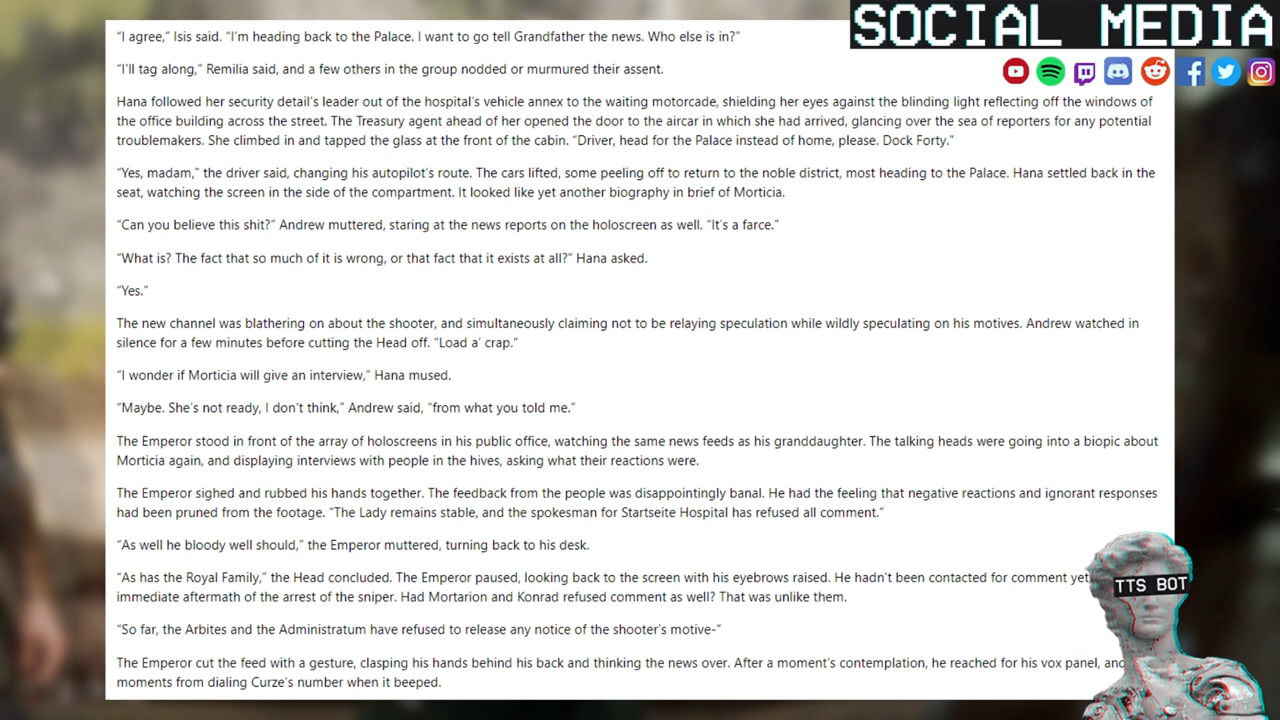 SOCIAL MEDIA
“I agree,” Isis said. “I’m heading back to the Palace. I want to go tell Grandfather the news. Who else is in?”
“I’ll tag along,” Remilia said, and a few others in the group nodded or murmured their assent.
Hana followed her security detail’s leader out of the hospital’s vehicle annex to the waiting motorcade, shielding her eyes against the blinding light reflecting off the windows of
the office building across the street. The Treasury agent ahead of her opened the door to the aircar in which she had arrived, glancing over the sea of reporters for any potential
troublemakers. She climbed in and tapped the glass at the front of the cabin. “Driver, head for the Palace instead of home, please. Dock Forty.”
“Yes, madam,” the driver said, changing his autopilot’s route. The cars lifted, some peeling off to return to the noble district, most heading to the Palace. Hana settled back in the
seat, watching the screen in the side of the compartment. It looked like yet another biography in brief of Morticia.
“Can you believe this shit?” Andrew muttered, staring at the news reports on the holoscreen as well. “It’s a farce.”
“What is? The fact that so much of it is wrong, or that fact that it exists at all?” Hana asked.
“Yes.”
The new channel was blathering on about the shooter, and simultaneously claiming not to be relaying speculation while wildly speculating on his motives. Andrew watched in
silence for a few minutes before cutting the Head off. “Load a’ crap.”
“I wonder if Morticia will give an interview,” Hana mused.
“Maybe. She’s not ready, I don’t think,” Andrew said, “from what you told me.”
The Emperor stood in front of the array of holoscreens in his public office, watching the same news feeds as his granddaughter. The talking heads were going into a biopic about
Morticia again, and displaying interviews with people in the hives, asking what their reactions were.
The Emperor sighed and rubbed his hands together. The feedback from the people was disappointingly banal. He had the feeling that negative reactions and ignorant responses
had been pruned from the footage. “The Lady remains stable, and the spokesman for Startseite Hospital has refused all comment.”
“As well he bloody well should,” the Emperor muttered, turning back to his desk.
“As has the Royal Family,” the Head concluded. The Emperor paused, looking back to the screen with his eyebrows raised. He hadn’t been contacted for comment yet,
immediate aftermath of the arrest of the sniper. Had Mortarion and Konrad refused comment as well? That was unlike them.
“So far, the Arbites and the Administratum have refused to release any notice of the shooter’s motive-”
The Emperor cut the feed with a gesture, clasping his hands behind his back and thinking the news over. After a moment’s contemplation, he reached for his vox panel, and
moments from dialing Curze’s number when it beeped.
TTS BOT